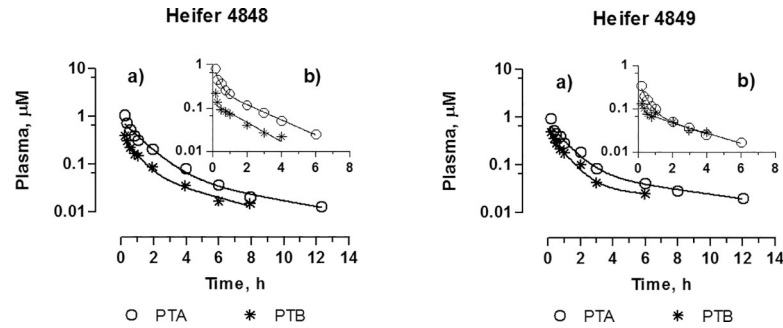 Heifer 4848
Plasma, µM
10
1
0.1
0.01
a)
b)
1
0.1
0.01
0 2 4 6 8
0 2 4 6 8 10 12 14
Time, h
PTA PTB
Heifer 4849
Plasma, µM
10
1
0.1
0.01
a)
b)
1
0.1
0.01
0 2 4 6 8
0 2 4 6 8 10 12 14
Time, h
PTA PTB